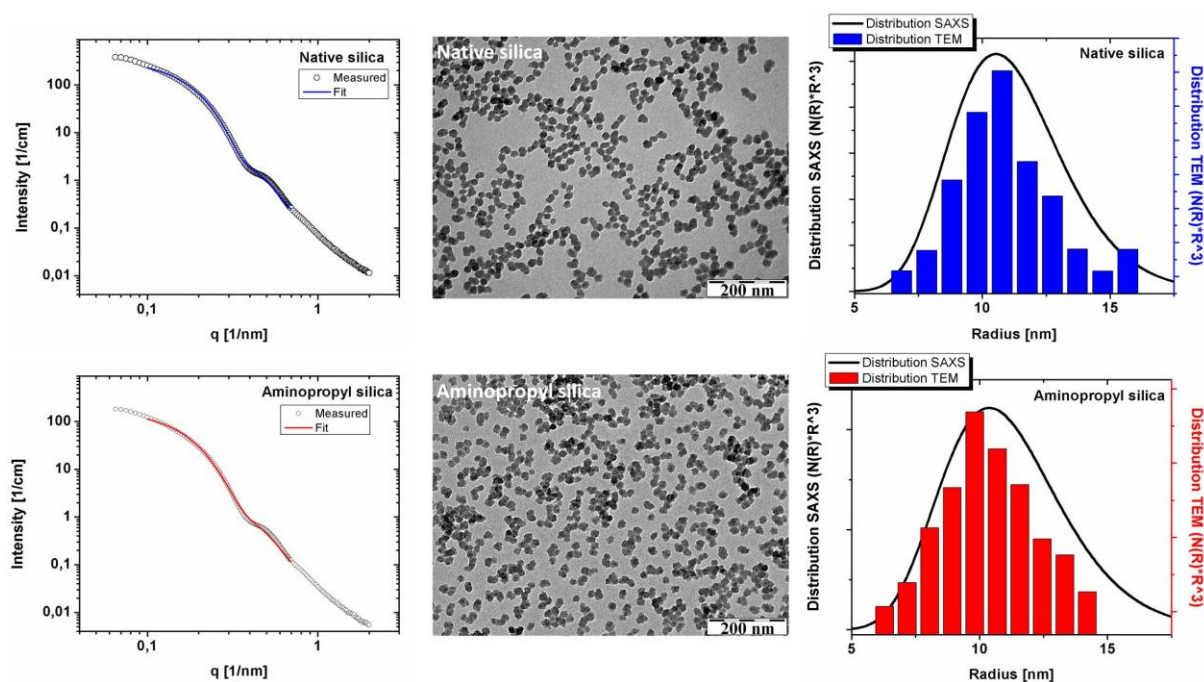 Native silica
Measured
Fit
100
10
1
0,1
0,01
0,1
1
Intensity [1/cm]
q [1/nm]
Native silica
200 nm
Distribution SAXS
Distribution TEM
Native silica
Distribution SAXS (N(R)*R^3)
Distribution TEM (N(R)*R^3)
5
10
15
Radius [nm]
Aminopropyl silica
Measured
Fit
100
10
1
0,1
0,01
0,1
1
Intensity [1/cm]
q [1/nm]
Aminopropyl silica
200 nm
Distribution SAXS
Distribution TEM
Aminopropyl silica
Distribution SAXS (N(R)*R^3)
Distribution TEM (N(R)*R^3)
5
10
15
Radius [nm]